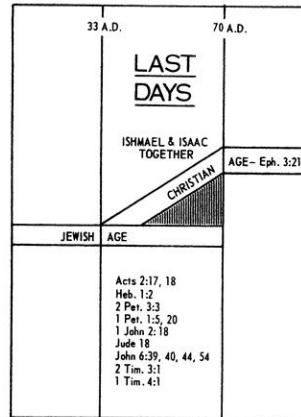 33 A.D. 70 A.D.
LAST
DAYS
ISHMAEL & ISAAC
TOGETHER
CHRISTIAN
AGE– Eph. 3:21
JEWISH AGE
Acts 2:17, 18
Heb. 1:2
2 Pet. 3:3
1 Pet. 1:5, 20
1 John 2:18
Jude 18
John 6:39, 40, 44, 54
2 Tim. 3:1
1 Tim. 4:1